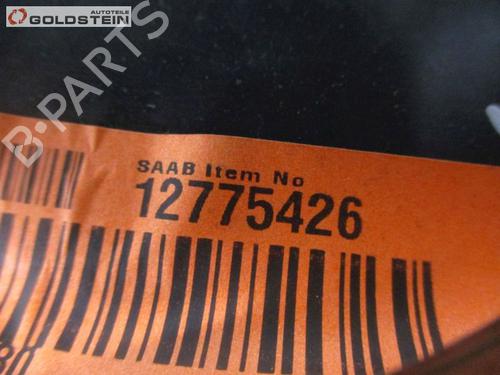 AUTOTEILE
GOLDSTEIN
B-PARTS
SAAB Item No
12775426